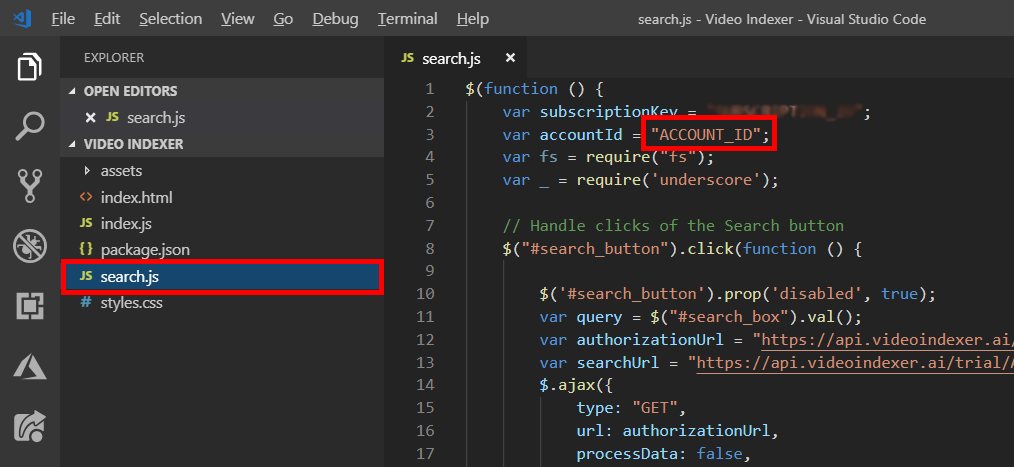 File Edit Selection View Go Debug Terminal Help search.js - Video Indexer - Visual Studio Code
EXPLORER
OPEN EDITORS
JS search.js
VIDEO INDEXER
assets
<> index.html
JS index.js
{ } package.json
JS search.js
# styles.css
JS search.js
1 $(function () {
2 var subscriptionKey = ;
3 var accountId = "ACCOUNT_ID";
4 var fs = require("fs");
5 var _ = require('underscore');
6
7 // Handle clicks of the Search button
8 $("#search_button").click(function () {
9
10 $('#search_button').prop('disabled', true);
11 var query = $("#search_box").val();
12 var authorizationUrl = "https://api.videoindexer.ai/
13 var searchUrl = "https://api.videoindexer.ai/trial/A
14 $.ajax({
15 type: "GET",
16 url: authorizationUrl,
17 processData: false,